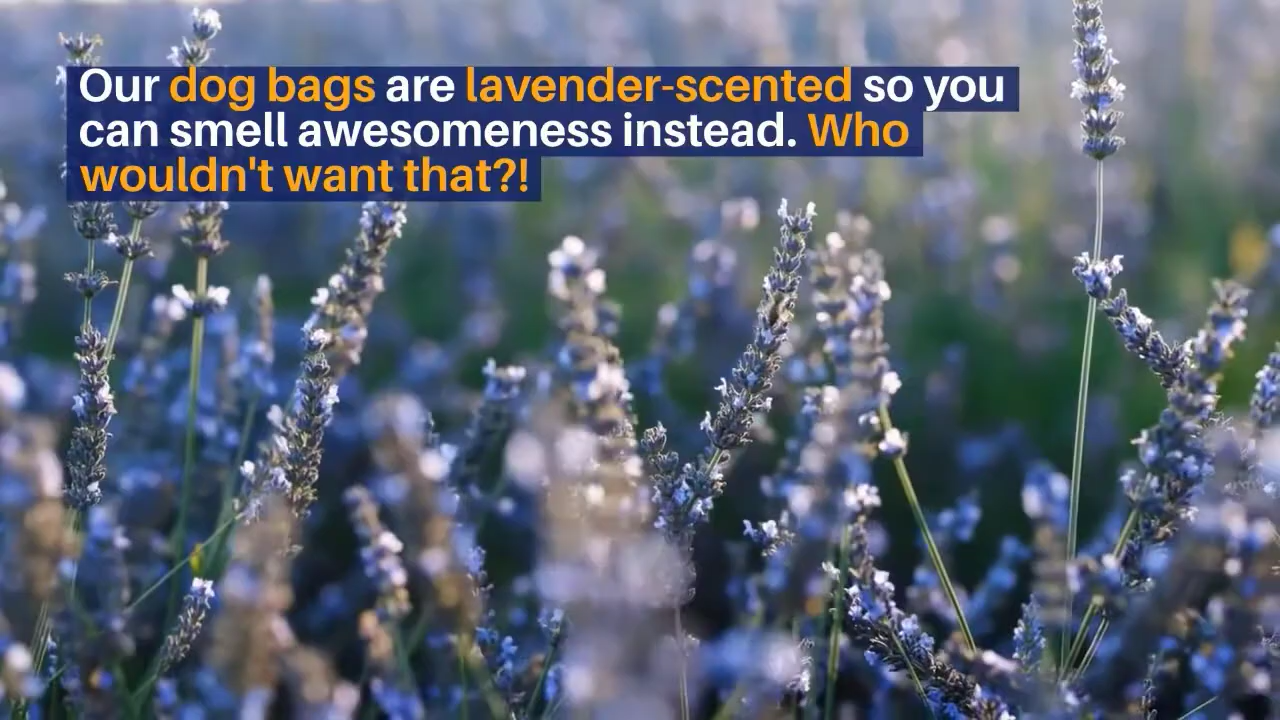 Our dog bags are lavender-scented so you
can smell awesomeness instead. Who
wouldn't want that?!